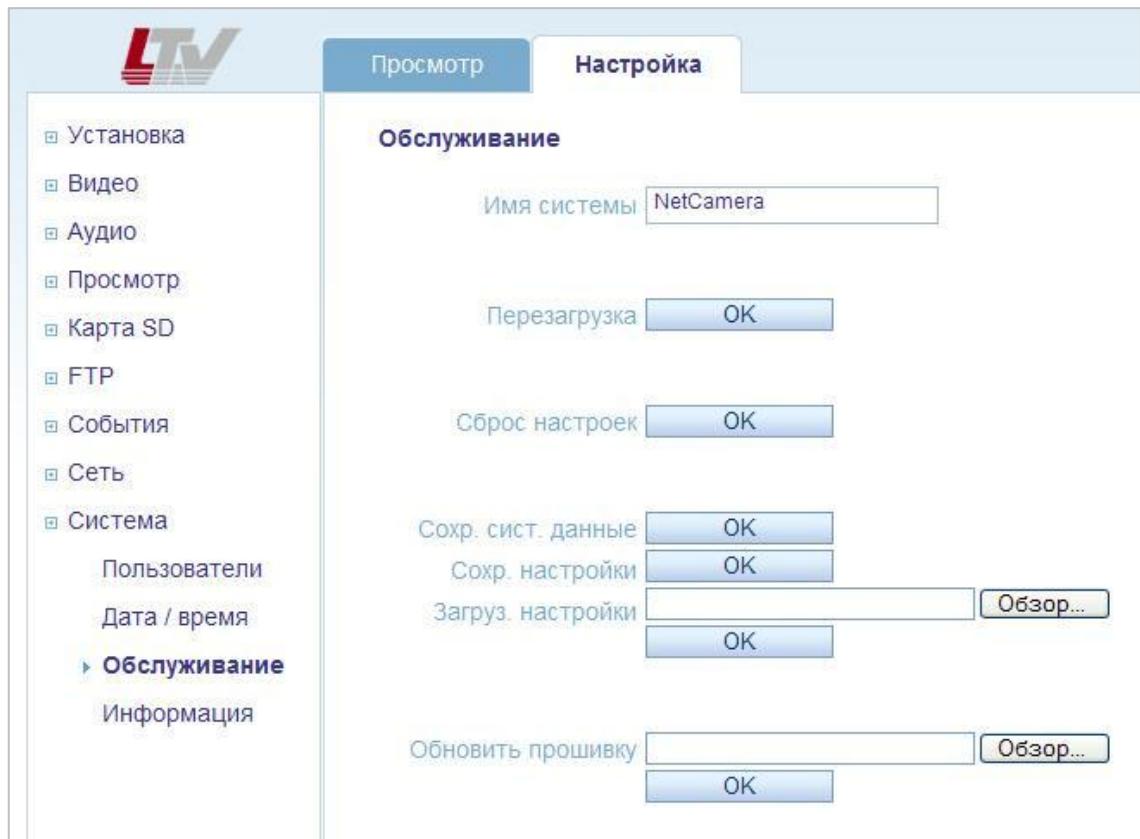 LTV
Просмотр
Настройка
Установка
Видео
Аудио
Просмотр
Карта SD
FTP
События
Сеть
Система
Пользователи
Дата / время
Обслуживание
Информация
Обслуживание
Имя системы NetCamera
Перезагрузка OK
Сброс настроек OK
Сохр. сист. данные OK
Сохр. настройки OK
Загруз. настройки Обзор...
OK
Обновить прошивку Обзор...
OK